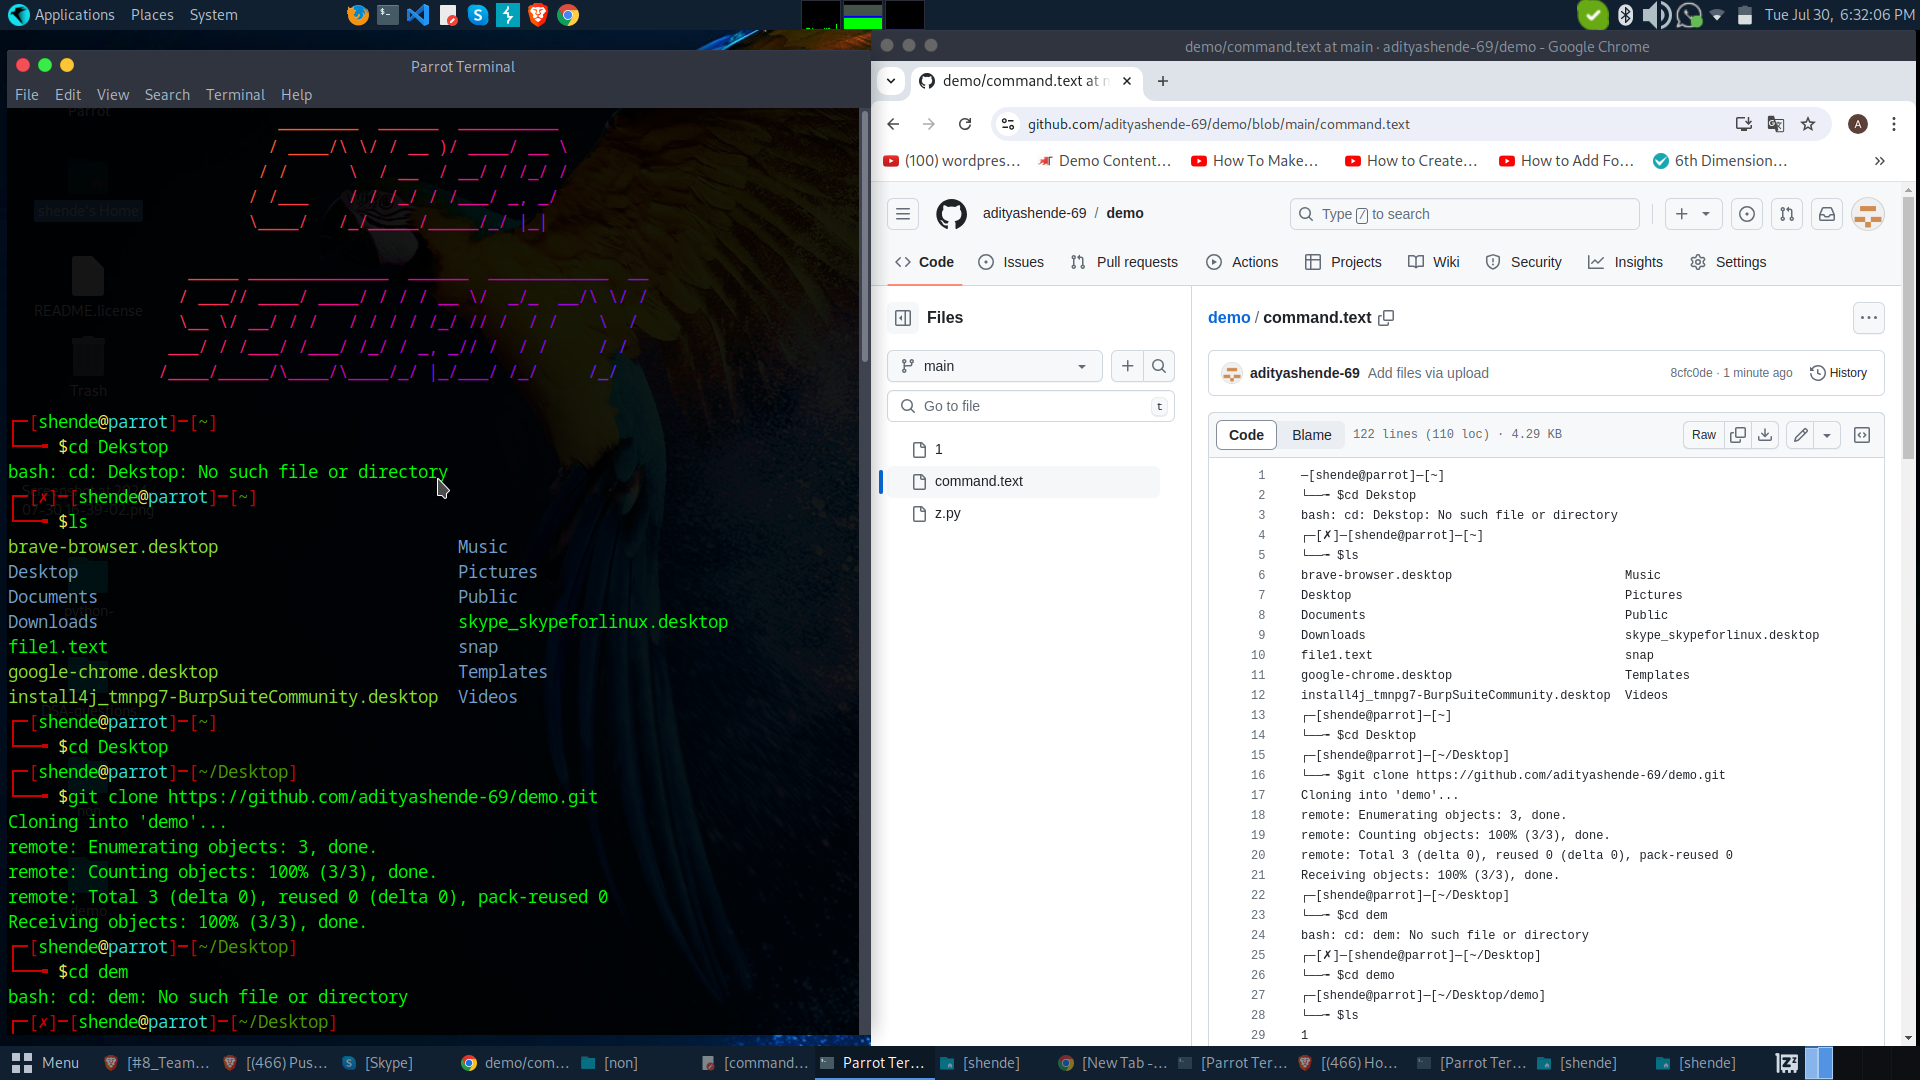 Applications Places System
Tue Jul 30, 6:32:06 PM
Parrot Terminal
File Edit View Search Terminal Help
Parrot
shende's Home
README.license
Trash
┌─[shende@parrot]─[~]
└──╼ $cd Dekstop
bash: cd: Dekstop: No such file or directory
┌─[✗]─[shende@parrot]─[~]
└──╼ $ls
brave-browser.desktop Music
Desktop Pictures
Documents Public
Downloads skype_skypeforlinux.desktop
file1.text snap
google-chrome.desktop Templates
install4j_tmnpg7-BurpSuiteCommunity.desktop Videos
┌─[shende@parrot]─[~]
└──╼ $cd Desktop
┌─[shende@parrot]─[~/Desktop]
└──╼ $git clone https://github.com/adityashende-69/demo.git
Cloning into 'demo'...
remote: Enumerating objects: 3, done.
remote: Counting objects: 100% (3/3), done.
remote: Total 3 (delta 0), reused 0 (delta 0), pack-reused 0
Receiving objects: 100% (3/3), done.
┌─[shende@parrot]─[~/Desktop]
└──╼ $cd dem
bash: cd: dem: No such file or directory
┌─[✗]─[shende@parrot]─[~/Desktop]
demo/command.text at main · adityashende-69/demo - Google Chrome
demo/command.text at m
github.com/adityashende-69/demo/blob/main/command.text
A
(100) wordpres… Demo Content… How To Make… How to Create… How to Add Fo… 6th Dimension… »
adityashende-69 / demo
Type / to search
Code Issues Pull requests Actions Projects Wiki Security Insights Settings
Files
main
Go to file t
1
command.text
z.py
demo / command.text
adityashende-69 Add files via upload 8cfc0de · 1 minute ago History
Code Blame 122 lines (110 loc) · 4.29 KB Raw
1 ─[shende@parrot]─[~]
2 └──╼ $cd Dekstop
3 bash: cd: Dekstop: No such file or directory
4 ┌─[✗]─[shende@parrot]─[~]
5 └──╼ $ls
6 brave-browser.desktop Music
7 Desktop Pictures
8 Documents Public
9 Downloads skype_skypeforlinux.desktop
10 file1.text snap
11 google-chrome.desktop Templates
12 install4j_tmnpg7-BurpSuiteCommunity.desktop Videos
13 ┌─[shende@parrot]─[~]
14 └──╼ $cd Desktop
15 ┌─[shende@parrot]─[~/Desktop]
16 └──╼ $git clone https://github.com/adityashende-69/demo.git
17 Cloning into 'demo'...
18 remote: Enumerating objects: 3, done.
19 remote: Counting objects: 100% (3/3), done.
20 remote: Total 3 (delta 0), reused 0 (delta 0), pack-reused 0
21 Receiving objects: 100% (3/3), done.
22 ┌─[shende@parrot]─[~/Desktop]
23 └──╼ $cd dem
24 bash: cd: dem: No such file or directory
25 ┌─[✗]─[shende@parrot]─[~/Desktop]
26 └──╼ $cd demo
27 ┌─[shende@parrot]─[~/Desktop/demo]
28 └──╼ $ls
29 1
Menu [#8_Team… [(466) Pus… [Skype] demo/com… [non] [command… Parrot Ter… [shende] [New Tab -… [Parrot Ter… [(466) Ho… [Parrot Ter… [shende] [shende]